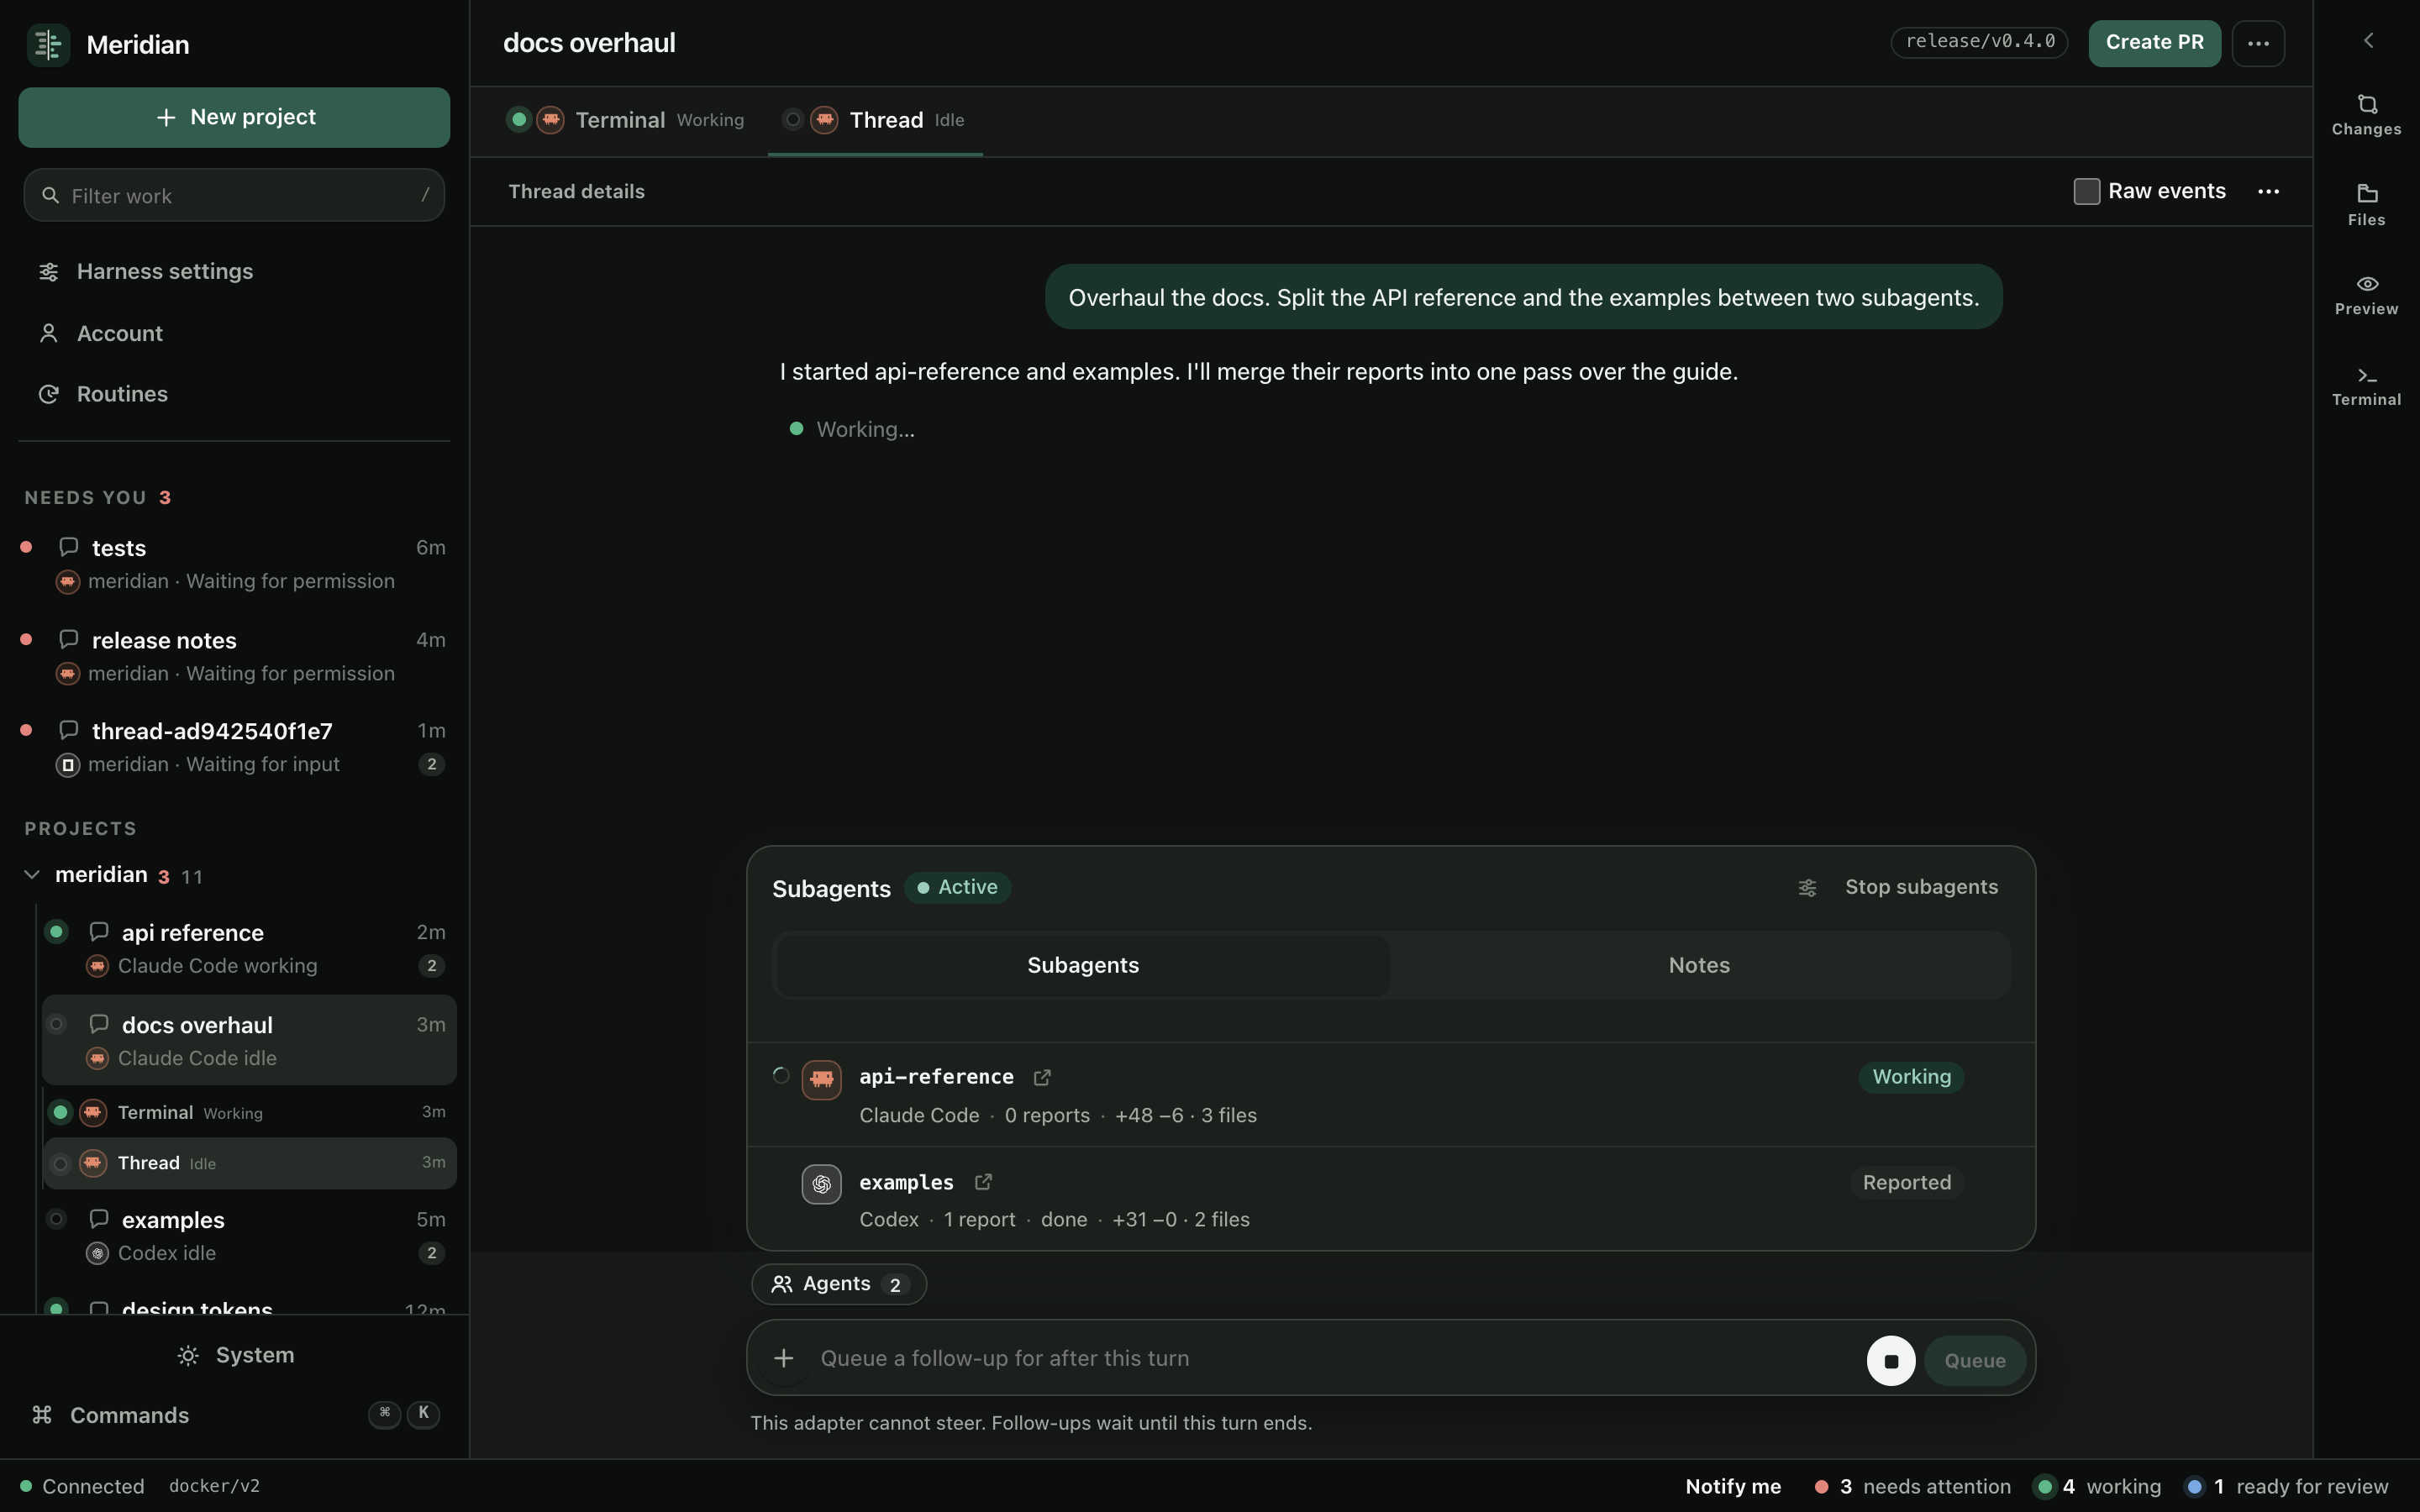 Meridian
New project
Filter work /
Harness settings
Account
Routines
NEEDS YOU 3
tests 6m
meridian · Waiting for permission
release notes 4m
meridian · Waiting for permission
thread-ad942540f1e7 1m
meridian · Waiting for input 2
PROJECTS
meridian 3 11
api reference 2m
Claude Code working 2
docs overhaul 3m
Claude Code idle
Terminal Working 3m
Thread Idle 3m
examples 5m
Codex idle 2
design tokens 12m
System
Commands ⌘ K
docs overhaul
release/v0.4.0
Create PR
Terminal Working
Thread Idle
Thread details
Raw events
Overhaul the docs. Split the API reference and the examples between two subagents.
I started api-reference and examples. I'll merge their reports into one pass over the guide.
Working...
Subagents Active
Stop subagents
Subagents
Notes
api-reference
Working
Claude Code · 0 reports · +48 −6 · 3 files
examples
Reported
Codex · 1 report · done · +31 −0 · 2 files
Agents 2
Queue a follow-up for after this turn
Queue
This adapter cannot steer. Follow-ups wait until this turn ends.
Changes
Files
Preview
Terminal
Connected docker/v2
Notify me 3 needs attention 4 working 1 ready for review